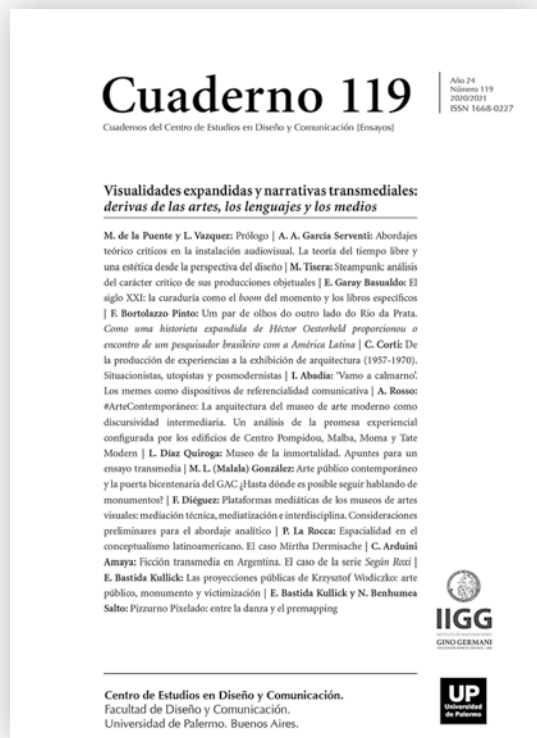 Cuaderno 119
Cuadernos del Centro de Estudios en Diseño y Comunicación [Ensayos]
Año 24
Número 119
2020/2021
ISSN 1668-0227
Visualidades expandidas y narrativas transmediales:
derivas de las artes, los lenguajes y los medios
M. de la Puente y L. Vazquez: Prólogo | A. A. García Serventi: Abordajes
teórico críticos en la instalación audiovisual. La teoría del tiempo libre y
una estética desde la perspectiva del diseño | M. Tisera: Steampunk: análisis
del carácter crítico de sus producciones objetuales | E. Garay Basualdo: El
siglo XXI: la curaduría como el boom del momento y los libros específicos
| F. Bortolazzo Pinto: Um par de olhos do outro lado do Rio da Prata.
Como uma historieta expandida de Héctor Oesterheld proporcionou o
encontro de um pesquisador brasileiro com a América Latina | C. Corti: De
la producción de experiencias a la exhibición de arquitectura (1957-1970).
Situacionistas, utopistas y posmodernistas | I. Abadía: ‘Vamo a calmarno’.
Los memes como dispositivos de referencialidad comunicativa | A. Rosso:
#ArteContemporáneo: La arquitectura del museo de arte moderno como
discursividad intermediaria. Un análisis de la promesa experiencial
configurada por los edificios de Centro Pompidou, Malba, Moma y Tate
Modern | L. Díaz Quiroga: Museo de la inmortalidad. Apuntes para un
ensayo transmedia | M. L. (Malala) González: Arte público contemporáneo
y la puerta bicentenaria del GAC ¿Hasta dónde es posible seguir hablando de
monumentos? | F. Diéguez: Plataformas mediáticas de los museos de artes
visuales: mediación técnica, mediatización e interdisciplina. Consideraciones
preliminares para el abordaje analítico | P. La Rocca: Espacialidad en el
conceptualismo latinoamericano. El caso Mirtha Dermisache | C. Arduini
Amaya: Ficción transmedia en Argentina. El caso de la serie Según Roxi |
E. Bastida Kullick: Las proyecciones públicas de Krzysztof Wodiczko: arte
público, monumento y victimización | E. Bastida Kullick y N. Benhumea
Salto: Pizzurno Pixelado: entre la danza y el premapping
IIGG
INSTITUTO DE INVESTIGACIONES
GINO GERMANI
Centro de Estudios en Diseño y Comunicación.
Facultad de Diseño y Comunicación.
Universidad de Palermo. Buenos Aires.
UP
Universidad
de Palermo